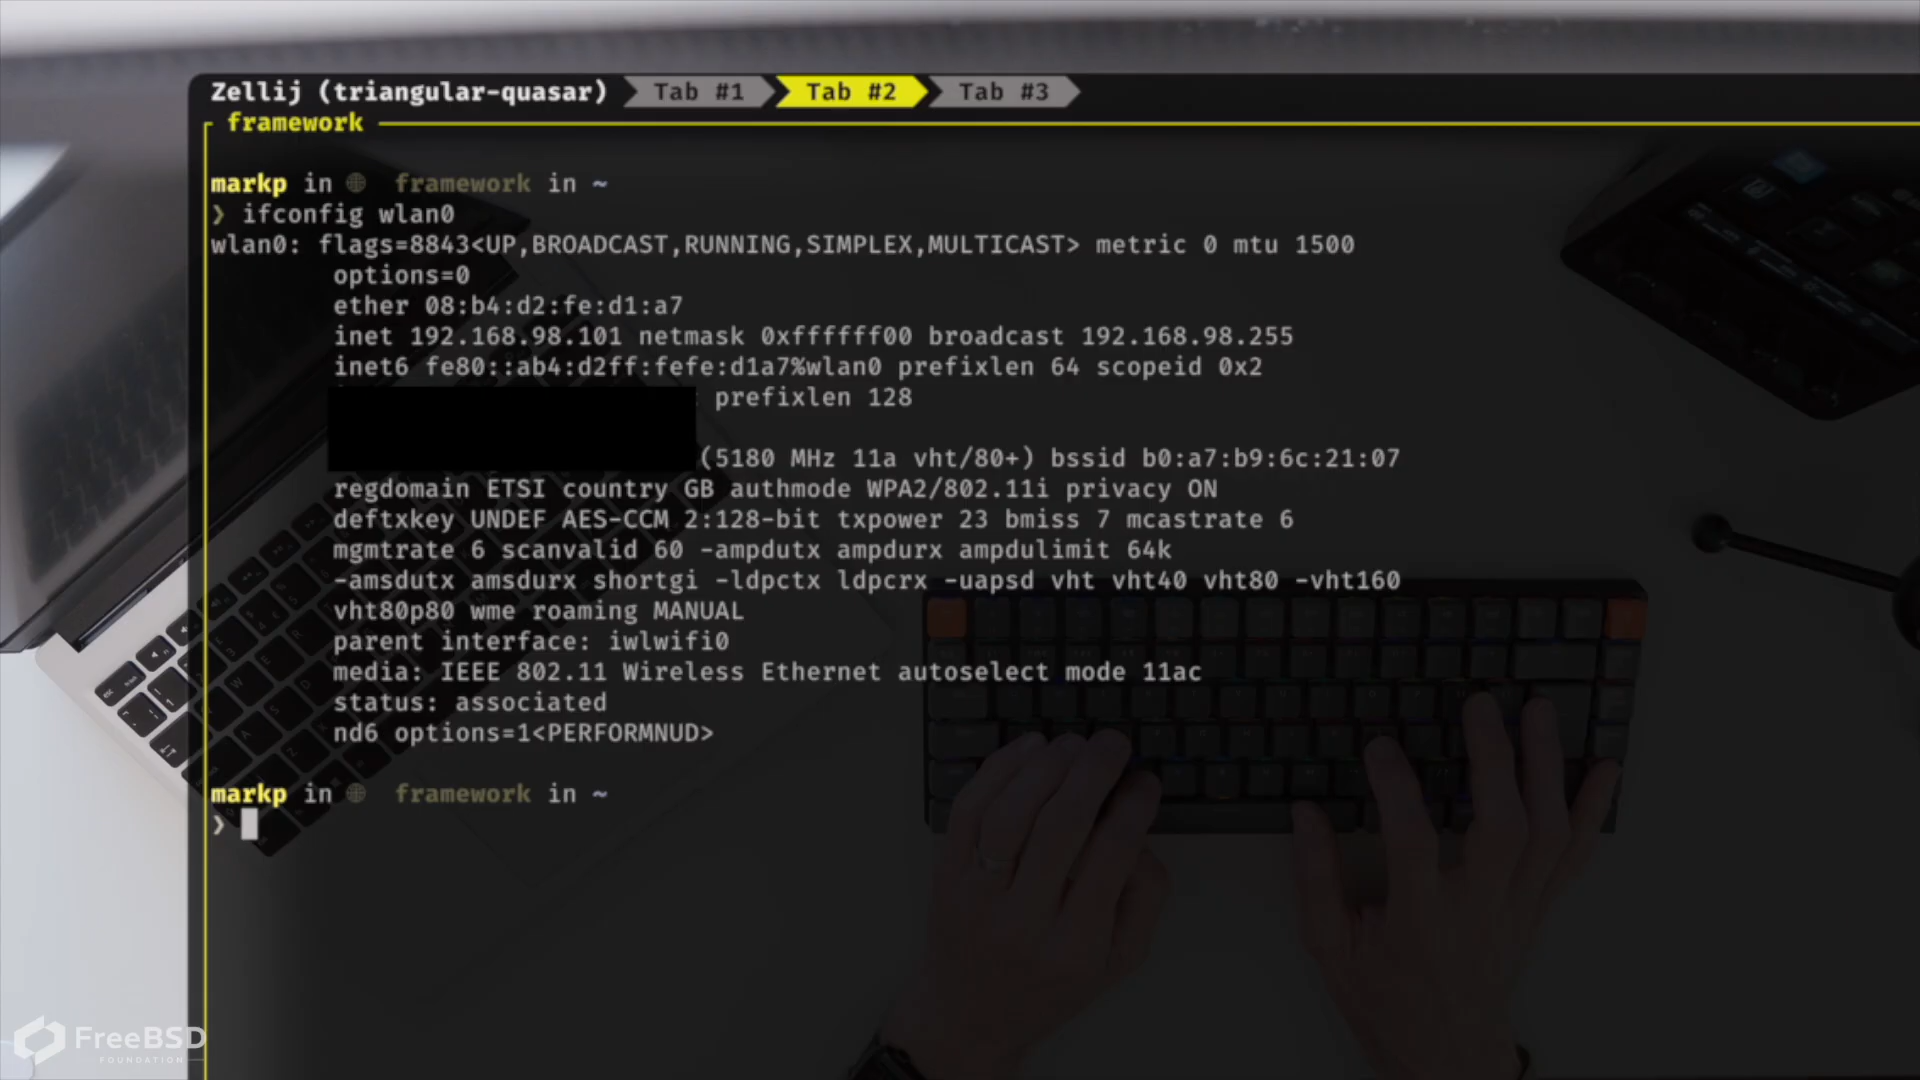 Zellij (triangular-quasar) Tab #1 Tab #2 Tab #3
framework
markp in framework in ~
❯ ifconfig wlan0
wlan0: flags=8843<UP,BROADCAST,RUNNING,SIMPLEX,MULTICAST> metric 0 mtu 1500
options=0
ether 08:b4:d2:fe:d1:a7
inet 192.168.98.101 netmask 0xffffff00 broadcast 192.168.98.255
inet6 fe80::ab4:d2ff:fefe:d1a7%wlan0 prefixlen 64 scopeid 0x2
prefixlen 128
(5180 MHz 11a vht/80+) bssid b0:a7:b9:6c:21:07
regdomain ETSI country GB authmode WPA2/802.11i privacy ON
deftxkey UNDEF AES-CCM 2:128-bit txpower 23 bmiss 7 mcastrate 6
mgmtrate 6 scanvalid 60 -ampdutx ampdurx ampdulimit 64k
-amsdutx amsdurx shortgi -ldpctx ldpcrx -uapsd vht vht40 vht80 -vht160
vht80p80 wme roaming MANUAL
parent interface: iwlwifi0
media: IEEE 802.11 Wireless Ethernet autoselect mode 11ac
status: associated
nd6 options=1<PERFORMNUD>
markp in framework in ~
❯
FreeBSD
FOUNDATION